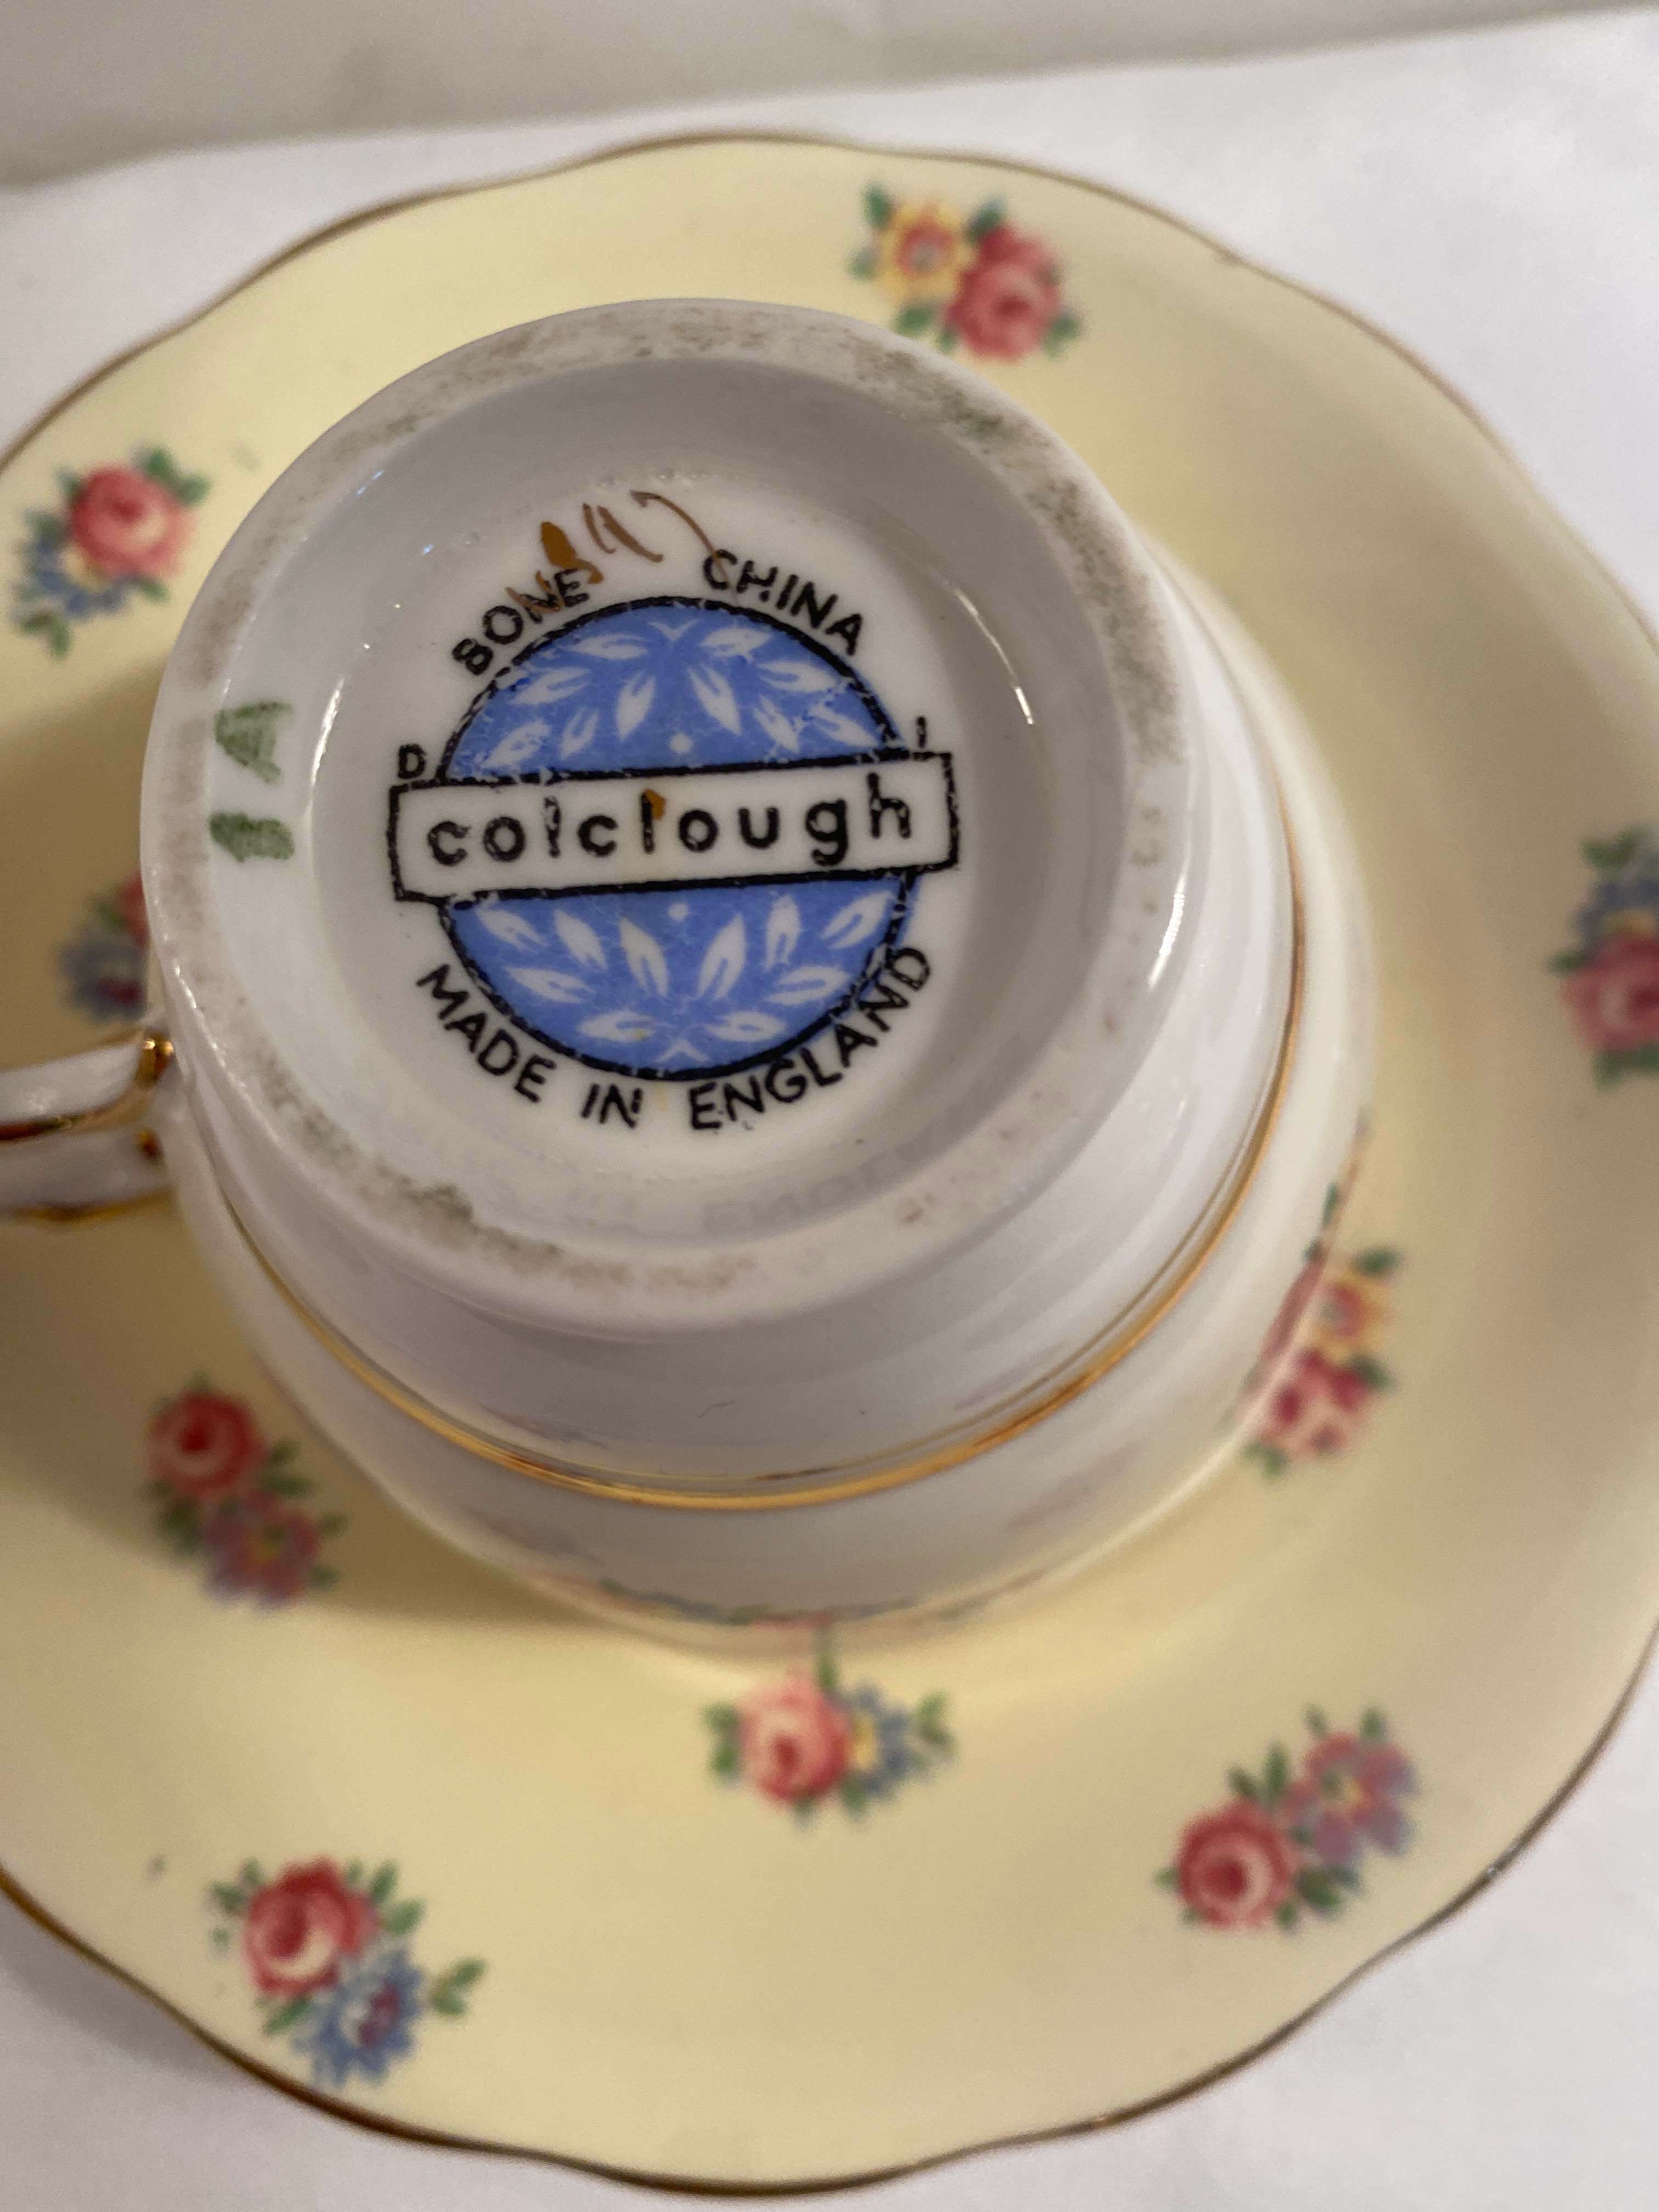 BONE CHINA
D I
colclough
MADE IN ENGLAND
A